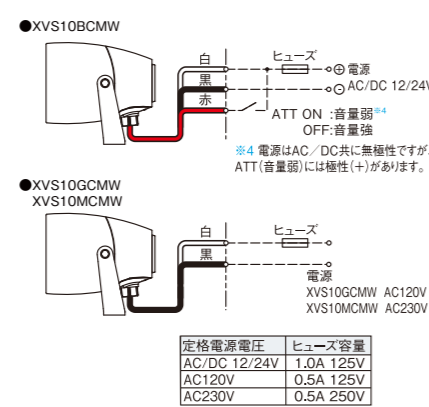 ●XVS10BCMW
白
ヒューズ
⊕ 電源
黒
⊖ AC/DC 12/24V
赤
ATT ON :音量弱※4
OFF:音量強
※4 電源はAC/DC共に無極性ですが、
ATT(音量弱)には極性(+)があります。
●XVS10GCMW
XVS10MCMW
白
ヒューズ
黒
電源
XVS10GCMW AC120V
XVS10MCMW AC230V
定格電源電圧 ヒューズ容量
AC/DC 12/24V 1.0A 125V
AC120V 0.5A 125V
AC230V 0.5A 250V